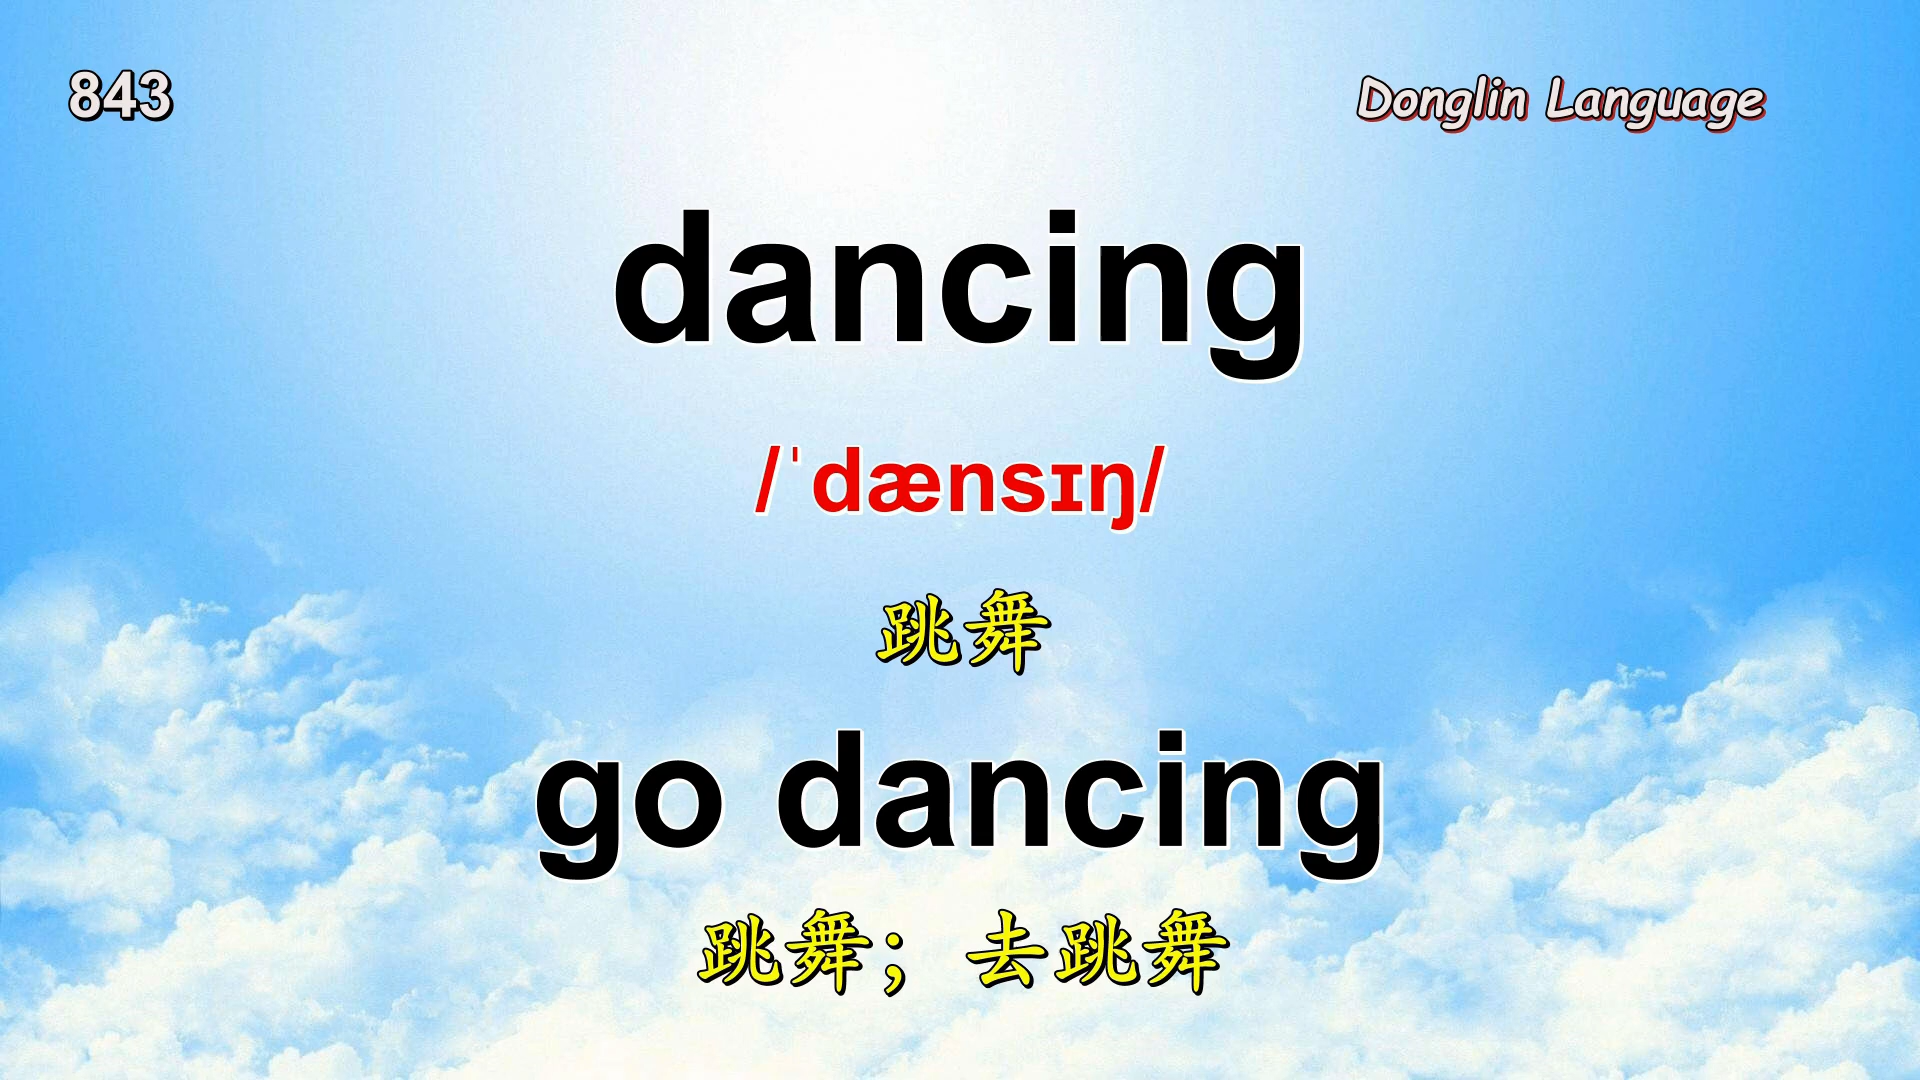 843
Donglin Language
dancing
/ˈdænsɪŋ/
跳舞
go dancing
跳舞；去跳舞